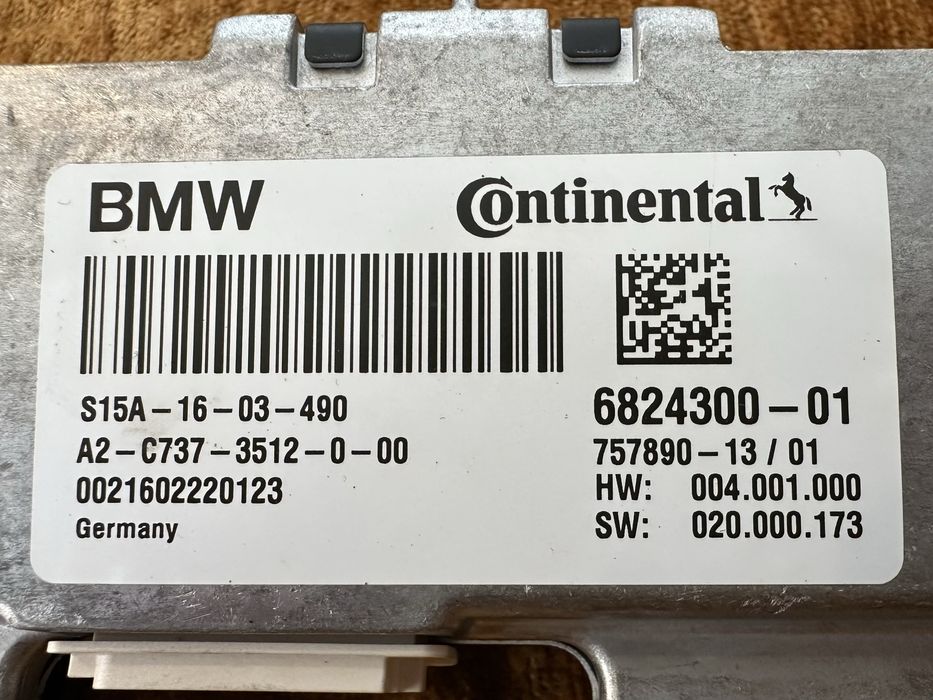 BMW
Continental
S15A-16-03-490
A2-C737-3512-0-00
0021602220123
Germany
6824300-01
757890-13 / 01
HW: 004.001.000
SW: 020.000.173